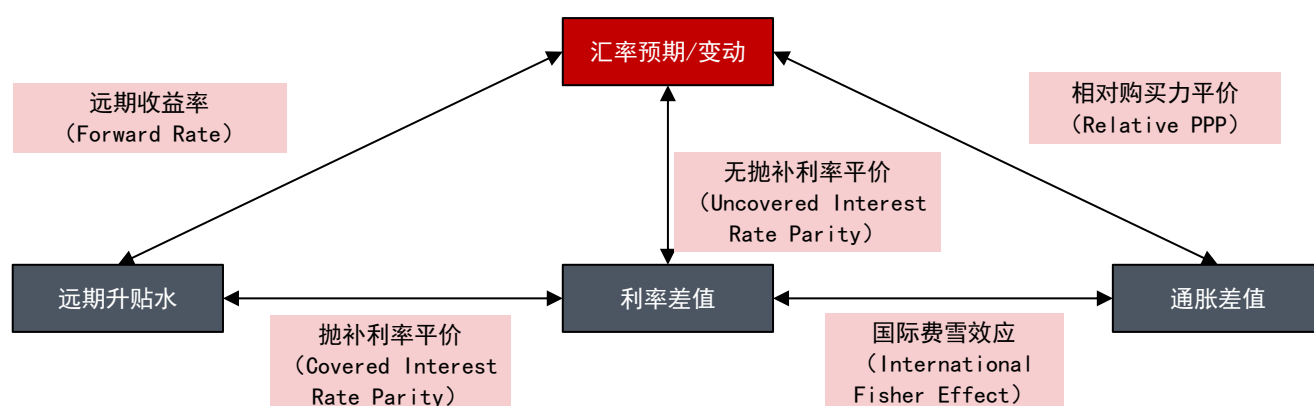 汇率预期/变动
远期收益率
（Forward Rate）
相对购买力平价
（Relative PPP）
无抛补利率平价
（Uncovered Interest
Rate Parity）
远期升贴水
利率差值
通胀差值
抛补利率平价
（Covered Interest
Rate Parity）
国际费雪效应
（International
Fisher Effect）